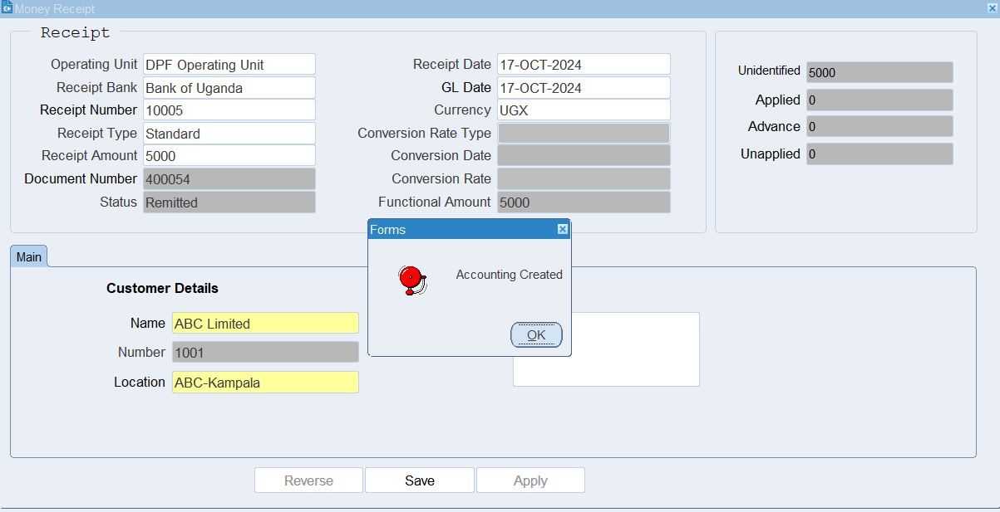 Money Receipt
Receipt
Operating Unit DPF Operating Unit
Receipt Bank Bank of Uganda
Receipt Number 10005
Receipt Type Standard
Receipt Amount 5000
Document Number 400054
Status Remitted
Receipt Date 17-OCT-2024
GL Date 17-OCT-2024
Currency UGX
Conversion Rate Type
Conversion Date
Conversion Rate
Functional Amount 5000
Unidentified 5000
Applied 0
Advance 0
Unapplied 0
Forms
Accounting Created
OK
Main
Customer Details
Name ABC Limited
Number 1001
Location ABC-Kampala
Reverse Save Apply